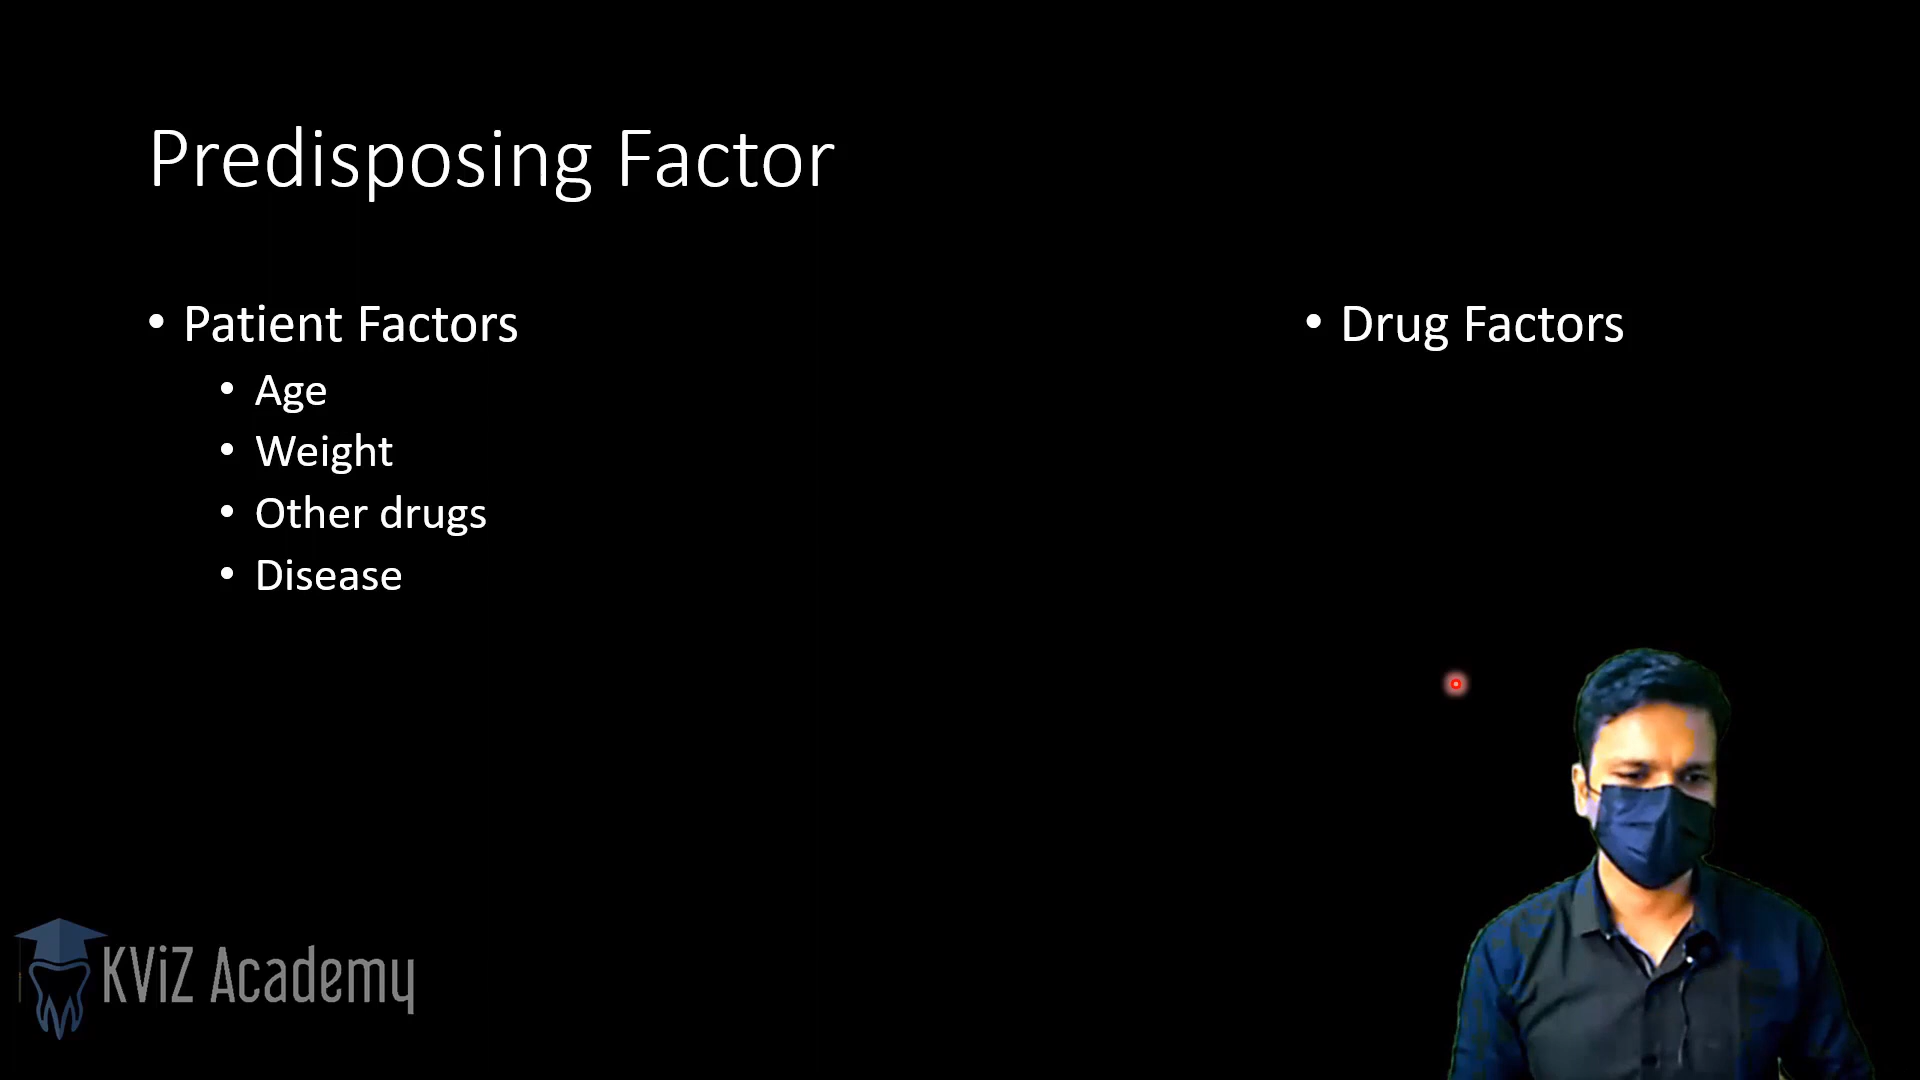 Predisposing Factor
• Patient Factors
• Age
• Weight
• Other drugs
• Disease
• Drug Factors
KViZ Academy